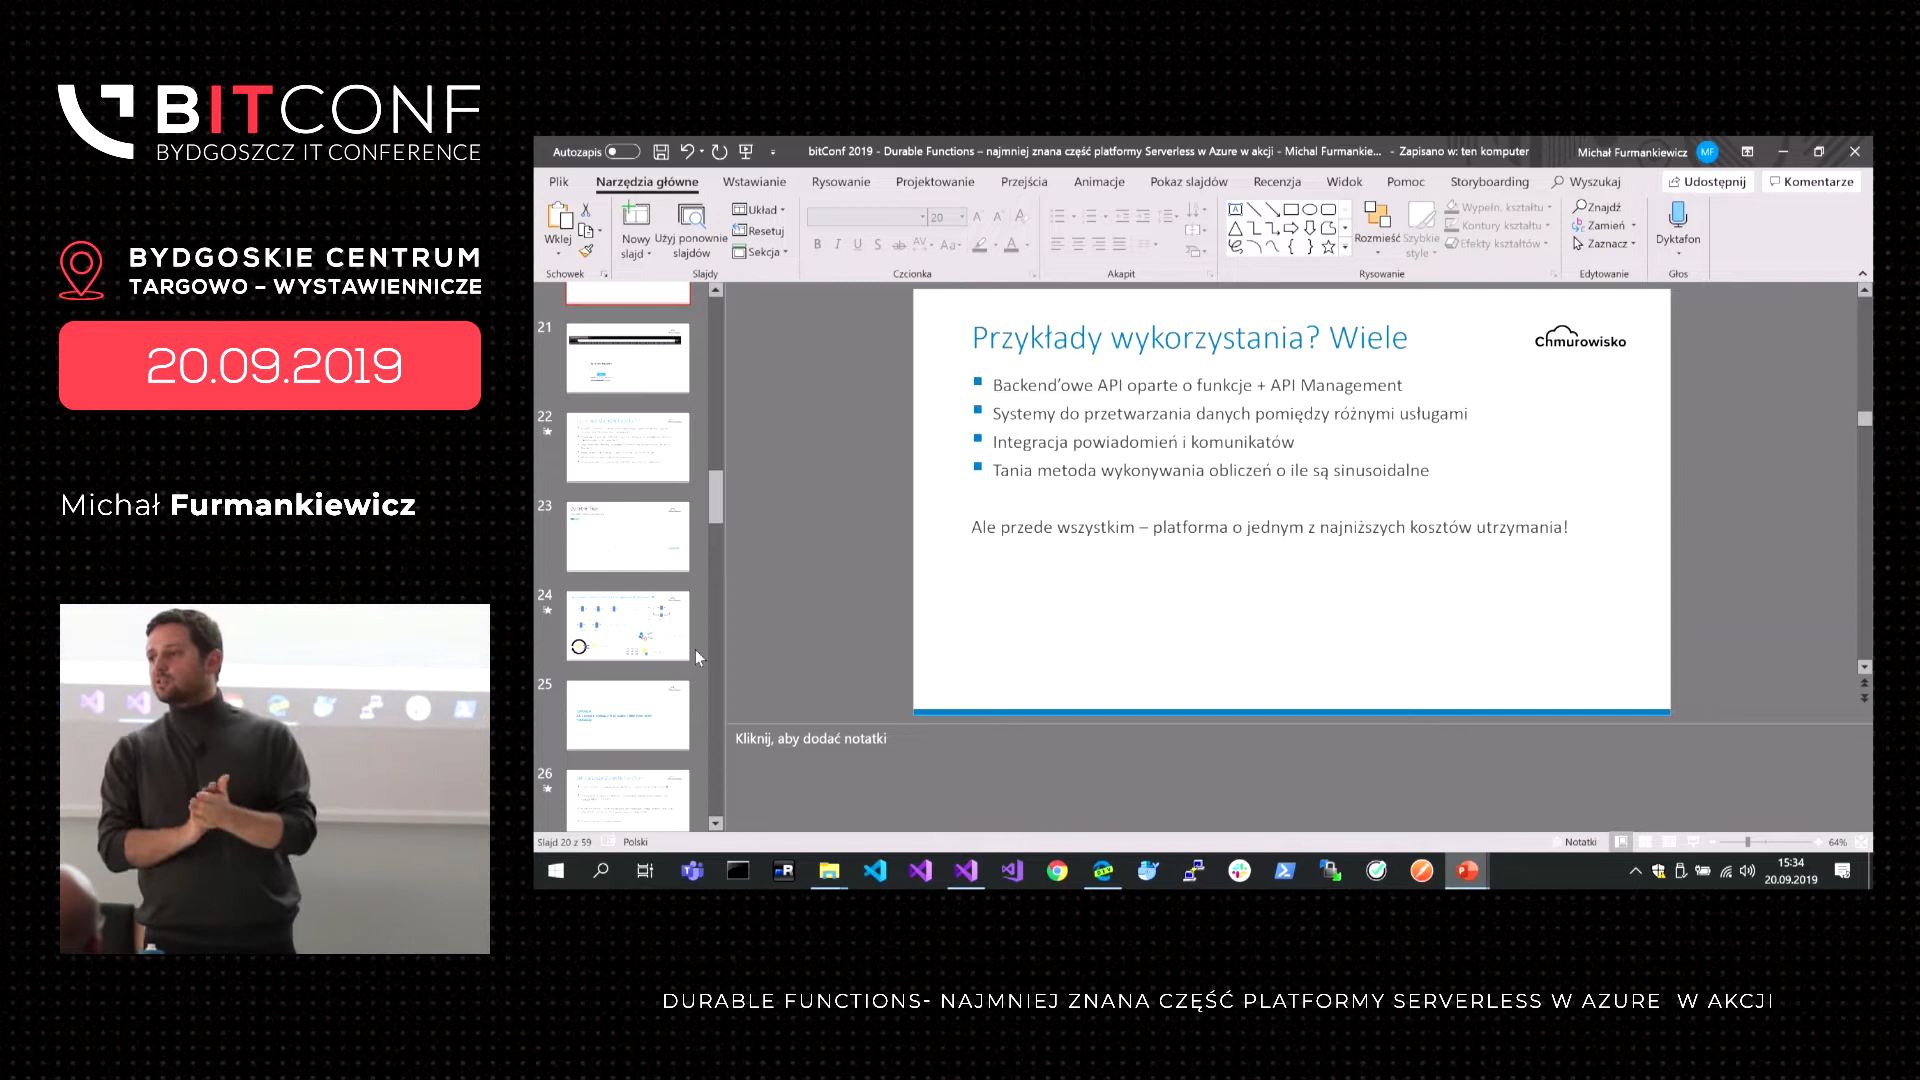 BITCONF
BYDGOSZCZ IT CONFERENCE
BYDGOSKIE CENTRUM
TARGOWO – WYSTAWIENNICZE
20.09.2019
Michał Furmankiewicz
Autozapis
bitConf 2019 - Durable Functions – najmniej znana część platformy Serverless w Azure w akcji - Michal Furmankie... - Zapisano w: ten komputer
Michał Furmankiewicz
MF
Plik Narzędzia główne Wstawianie Rysowanie Projektowanie Przejścia Animacje Pokaz slajdów Recenzja Widok Pomoc Storyboarding Wyszukaj Udostępnij Komentarze
Wklej
Schowek
Nowy slajd
Użyj ponownie slajdów
Układ
Resetuj
Sekcja
Slajdy
20
B I U S ab AV Aa A
Czcionka
Akapit
Rozmieść
Szybkie style
Wypełn. kształtu
Kontury kształtu
Efekty kształtów
Rysowanie
Znajdź
Zamień
Zaznacz
Edytowanie
Dyktafon
Głos
21
22
23
24
25
26
Przykłady wykorzystania? Wiele
Chmurowisko
Backend’owe API oparte o funkcje + API Management
Systemy do przetwarzania danych pomiędzy różnymi usługami
Integracja powiadomień i komunikatów
Tania metoda wykonywania obliczeń o ile są sinusoidalne
Ale przede wszystkim – platforma o jednym z najniższych kosztów utrzymania!
Kliknij, aby dodać notatki
Slajd 20 z 59
Polski
Notatki
64%
15:34
20.09.2019
DURABLE FUNCTIONS- NAJMNIEJ ZNANA CZĘŚĆ PLATFORMY SERVERLESS W AZURE W AKCJI